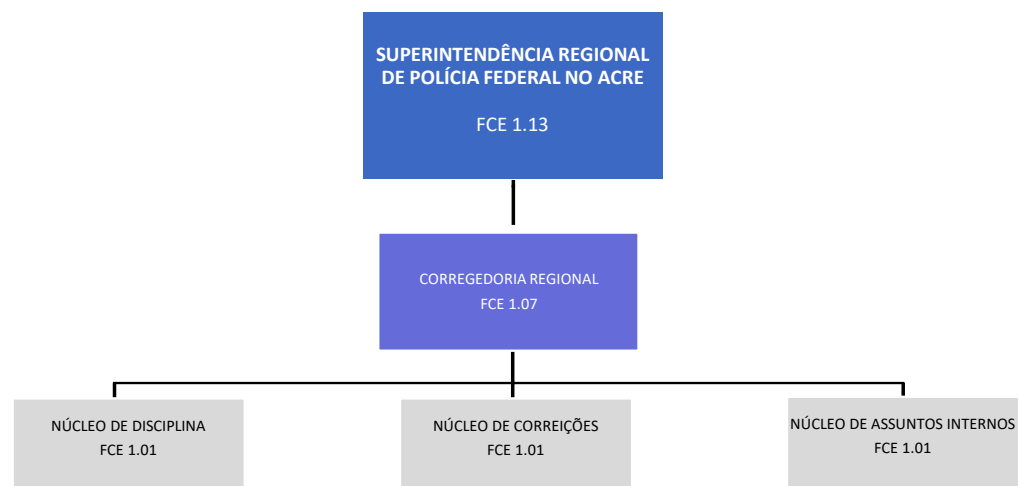 SUPERINTENDÊNCIA REGIONAL
DE POLÍCIA FEDERAL NO ACRE
FCE 1.13
CORREGEDORIA REGIONAL
FCE 1.07
NÚCLEO DE DISCIPLINA
FCE 1.01
NÚCLEO DE CORREIÇÕES
FCE 1.01
NÚCLEO DE ASSUNTOS INTERNOS
FCE 1.01